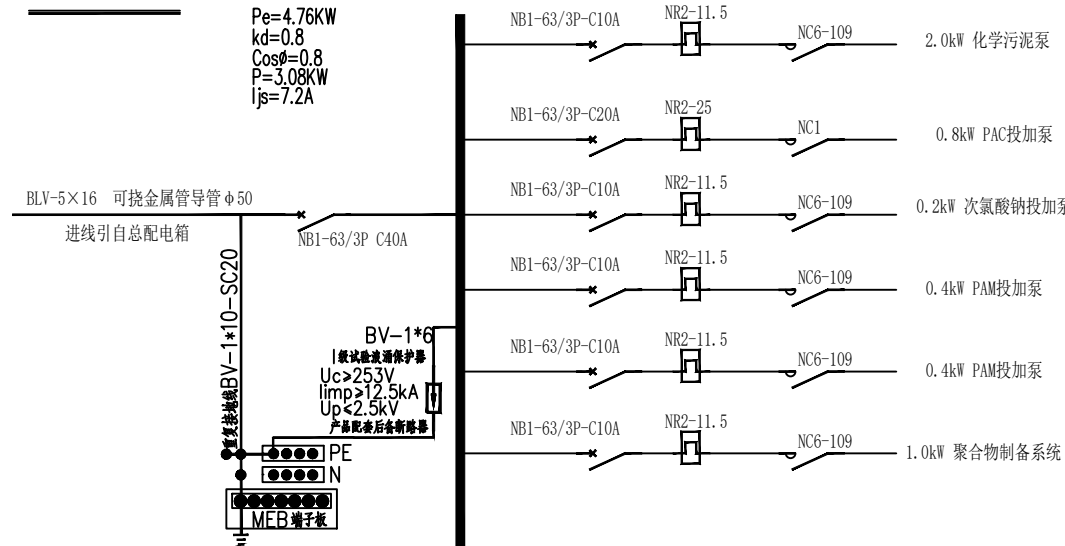 Pe=4.76KW
kd=0.8
Cosø=0.8
P=3.08KW
Ijs=7.2A
BLV-5×16 可挠金属管导管φ50
进线引自总配电箱
NB1-63/3P C40A
重复接地线BV-1*10-SC20
BV-1*6
I级试验浪涌保护器
Uc≥253V
Iimp≥12.5kA
Up≤2.5kV
产品配套后备断路器
PE
N
MEB端子板
NB1-63/3P-C10A NR2-11.5 NC6-109 2.0kW 化学污泥泵
NB1-63/3P-C20A NR2-25 NC1 0.8kW PAC投加泵
NB1-63/3P-C10A NR2-11.5 NC6-109 0.2kW 次氯酸钠投加泵
NB1-63/3P-C10A NR2-11.5 NC6-109 0.4kW PAM投加泵
NB1-63/3P-C10A NR2-11.5 NC6-109 0.4kW PAM投加泵
NB1-63/3P-C10A NR2-11.5 NC6-109 1.0kW 聚合物制备系统